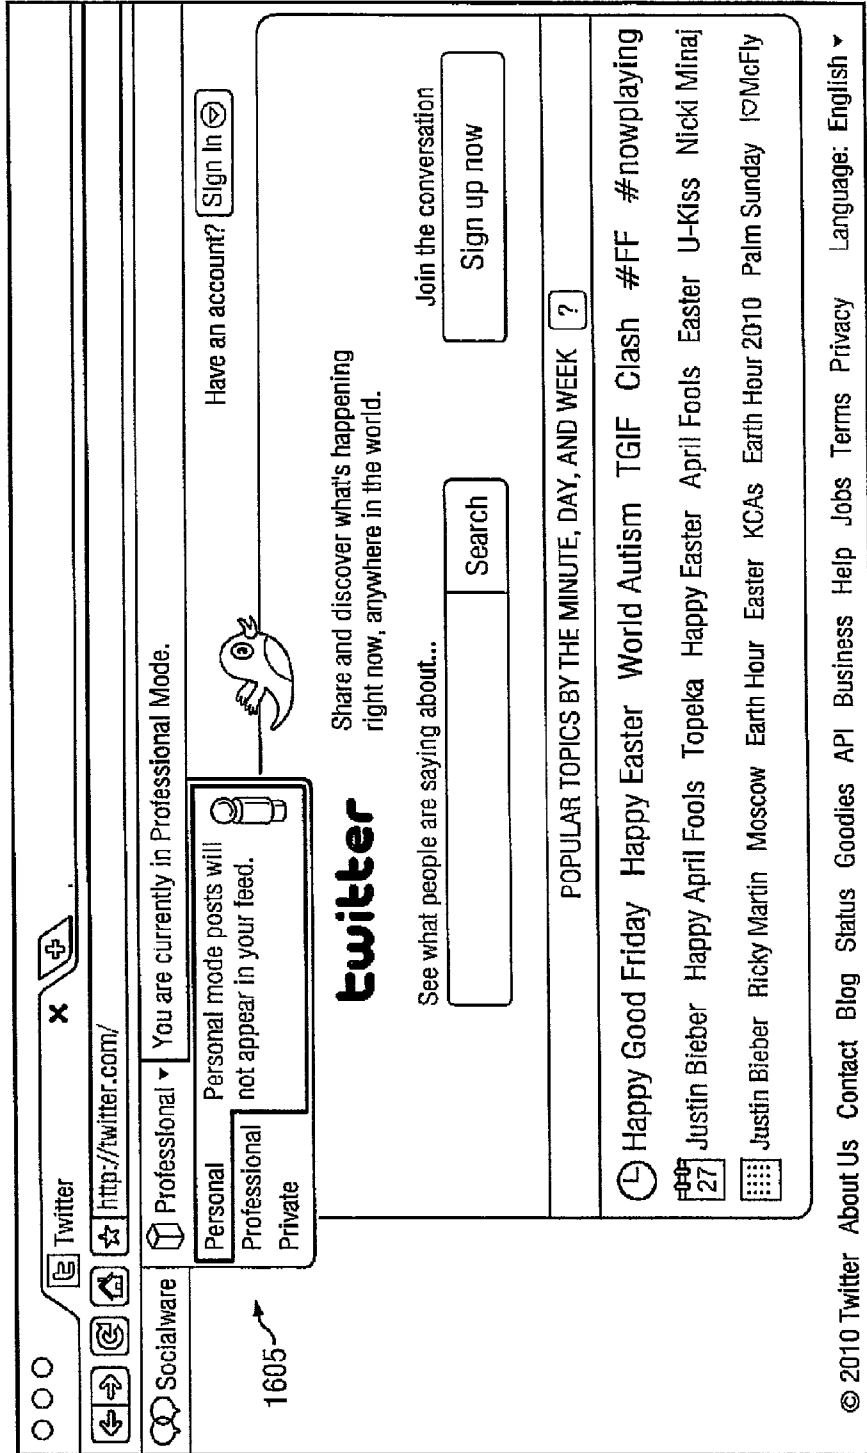 Twitter
http://twitter.com/
Socialware Professional You are currently in Professional Mode.
Personal Personal mode posts will
Professional not appear in your feed.
Private
1605
Have an account? Sign In
twitter
Share and discover what's happening
right now, anywhere in the world.
See what people are saying about...
Search
Join the conversation
Sign up now
POPULAR TOPICS BY THE MINUTE, DAY, AND WEEK ?
Happy Good Friday Happy Easter World Autism TGIF Clash #FF #nowplaying
27 Justin Bieber Happy April Fools Topeka Happy Easter April Fools Easter U-Kiss Nicki Minaj
Justin Bieber Ricky Martin Moscow Earth Hour Easter KCAs Earth Hour 2010 Palm Sunday I♡McFly
© 2010 Twitter About Us Contact Blog Status Goodies API Business Help Jobs Terms Privacy Language: English